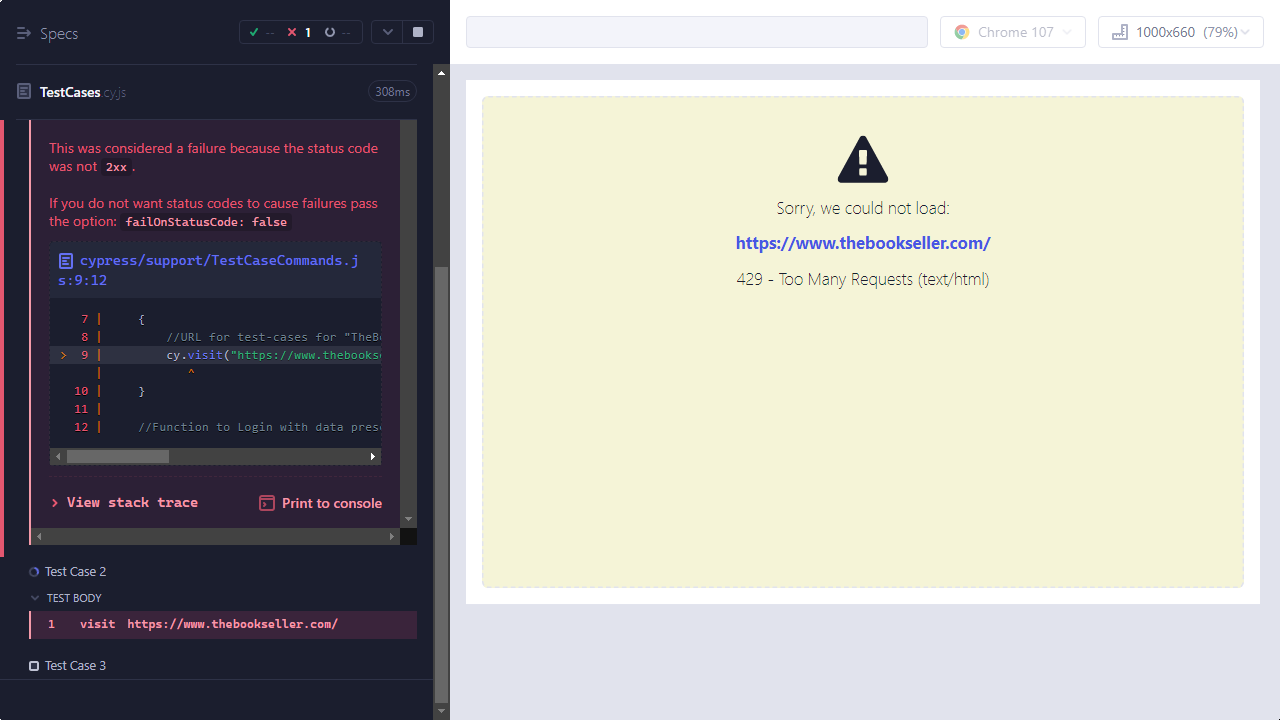 Specs
-- 1 --
TestCases.cy.js
308ms
This was considered a failure because the status code
was not 2xx.
If you do not want status codes to cause failures pass
the option: failOnStatusCode: false
cypress/support/TestCaseCommands.j
s:9:12
7 | {
8 | //URL for test-cases for "TheBo
> 9 | cy.visit("https://www.thebookse
| ^
10 | }
11 |
12 | //Function to Login with data prese
> View stack trace
Print to console
Test Case 2
TEST BODY
1 visit https://www.thebookseller.com/
Test Case 3
Chrome 107
1000x660 (79%)
Sorry, we could not load:
https://www.thebookseller.com/
429 - Too Many Requests (text/html)